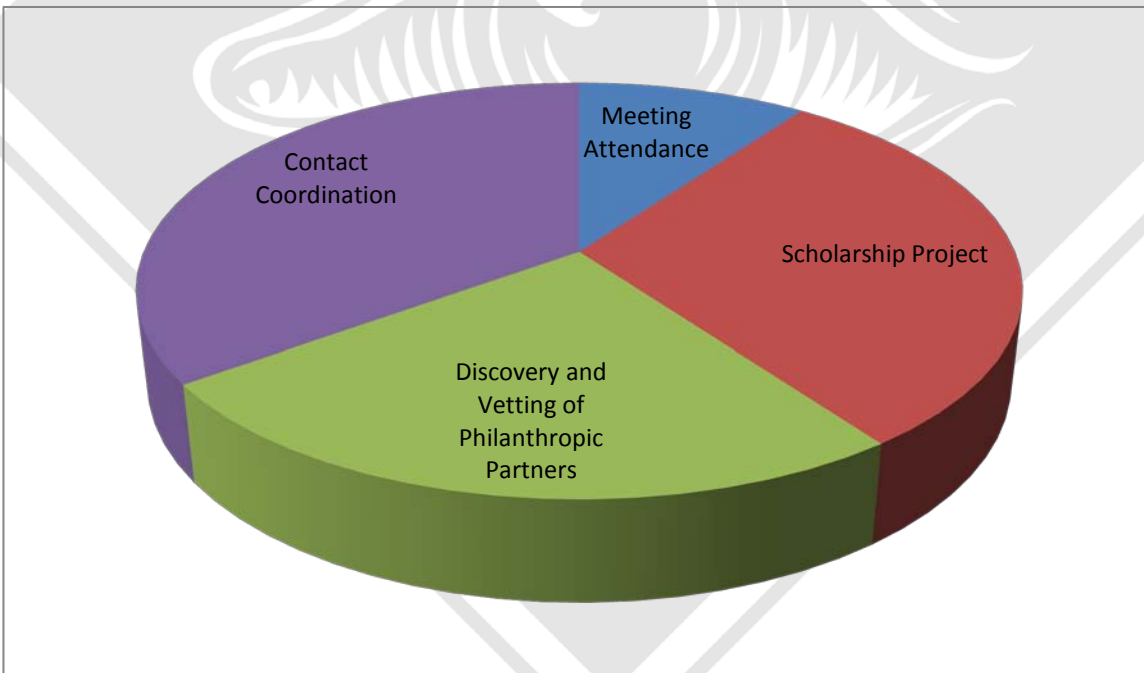 Meeting
Attendance
Contact
Coordination
Scholarship Project
Discovery and
Vetting of
Philanthropic
Partners